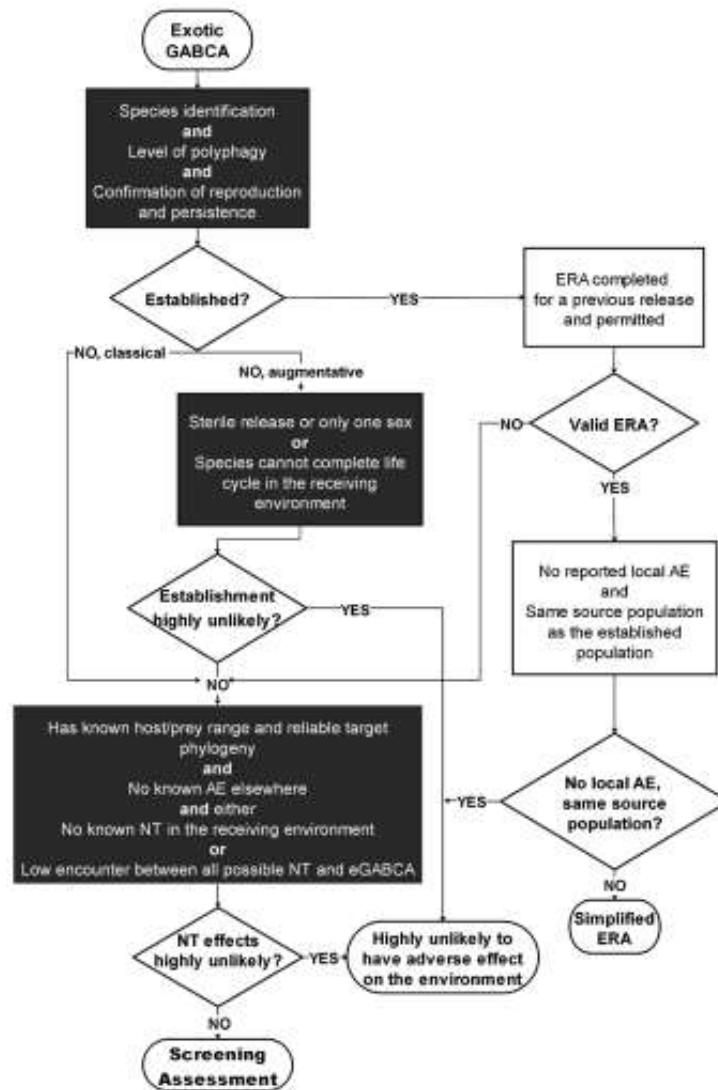 Exotic
GABCA
Species identification
and
Level of polyphagy
and
Confirmation of reproduction
and persistence
Established?
YES
ERA completed
for a previous release
and permitted
NO, classical
NO, augmentative
Sterile release or only one sex
or
Species cannot complete life
cycle in the receiving
environment
NO
Valid ERA?
YES
Establishment
highly unlikely?
YES
No reported local AE
and
Same source population
as the established
population
NO
Has known host/prey range and reliable target
phylogeny
and
No known AE elsewhere
and either
No known NT in the receiving environment
or
Low encounter between all possible NT and eGABCA
YES
No local AE,
same source
population?
NO
Simplified
ERA
NT effects
highly unlikely?
YES
Highly unlikely to
have adverse effect
on the environment
NO
Screening
Assessment